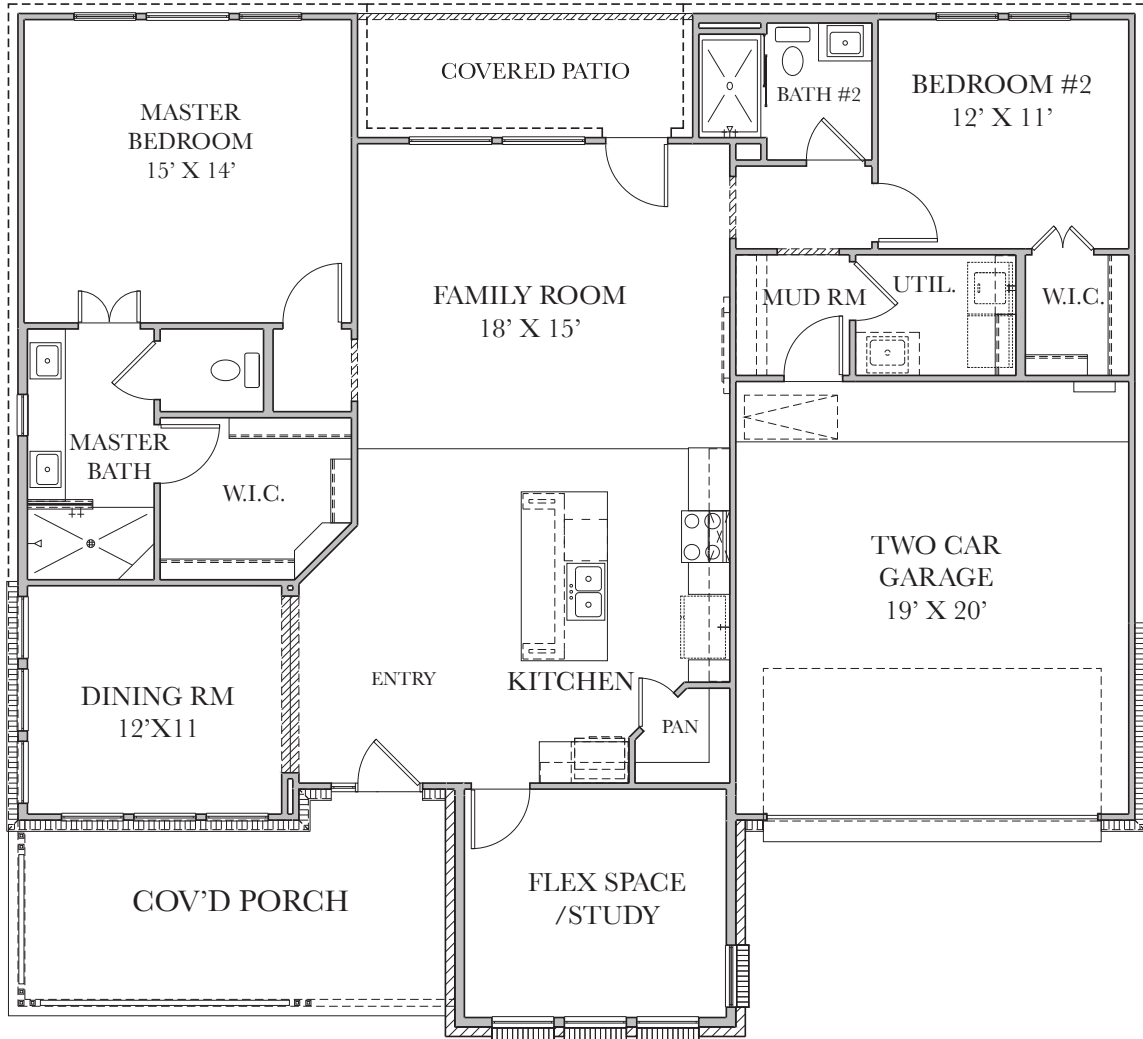 COVERED PATIO
BATH #2
BEDROOM #2
12’ X 11’
MASTER
BEDROOM
15’ X 14’
FAMILY ROOM
18’ X 15’
MUD RM
UTIL.
W.I.C.
MASTER
BATH
W.I.C.
TWO CAR
GARAGE
19’ X 20’
ENTRY
KITCHEN
PAN
DINING RM
12’X11
COV’D PORCH
FLEX SPACE
/STUDY